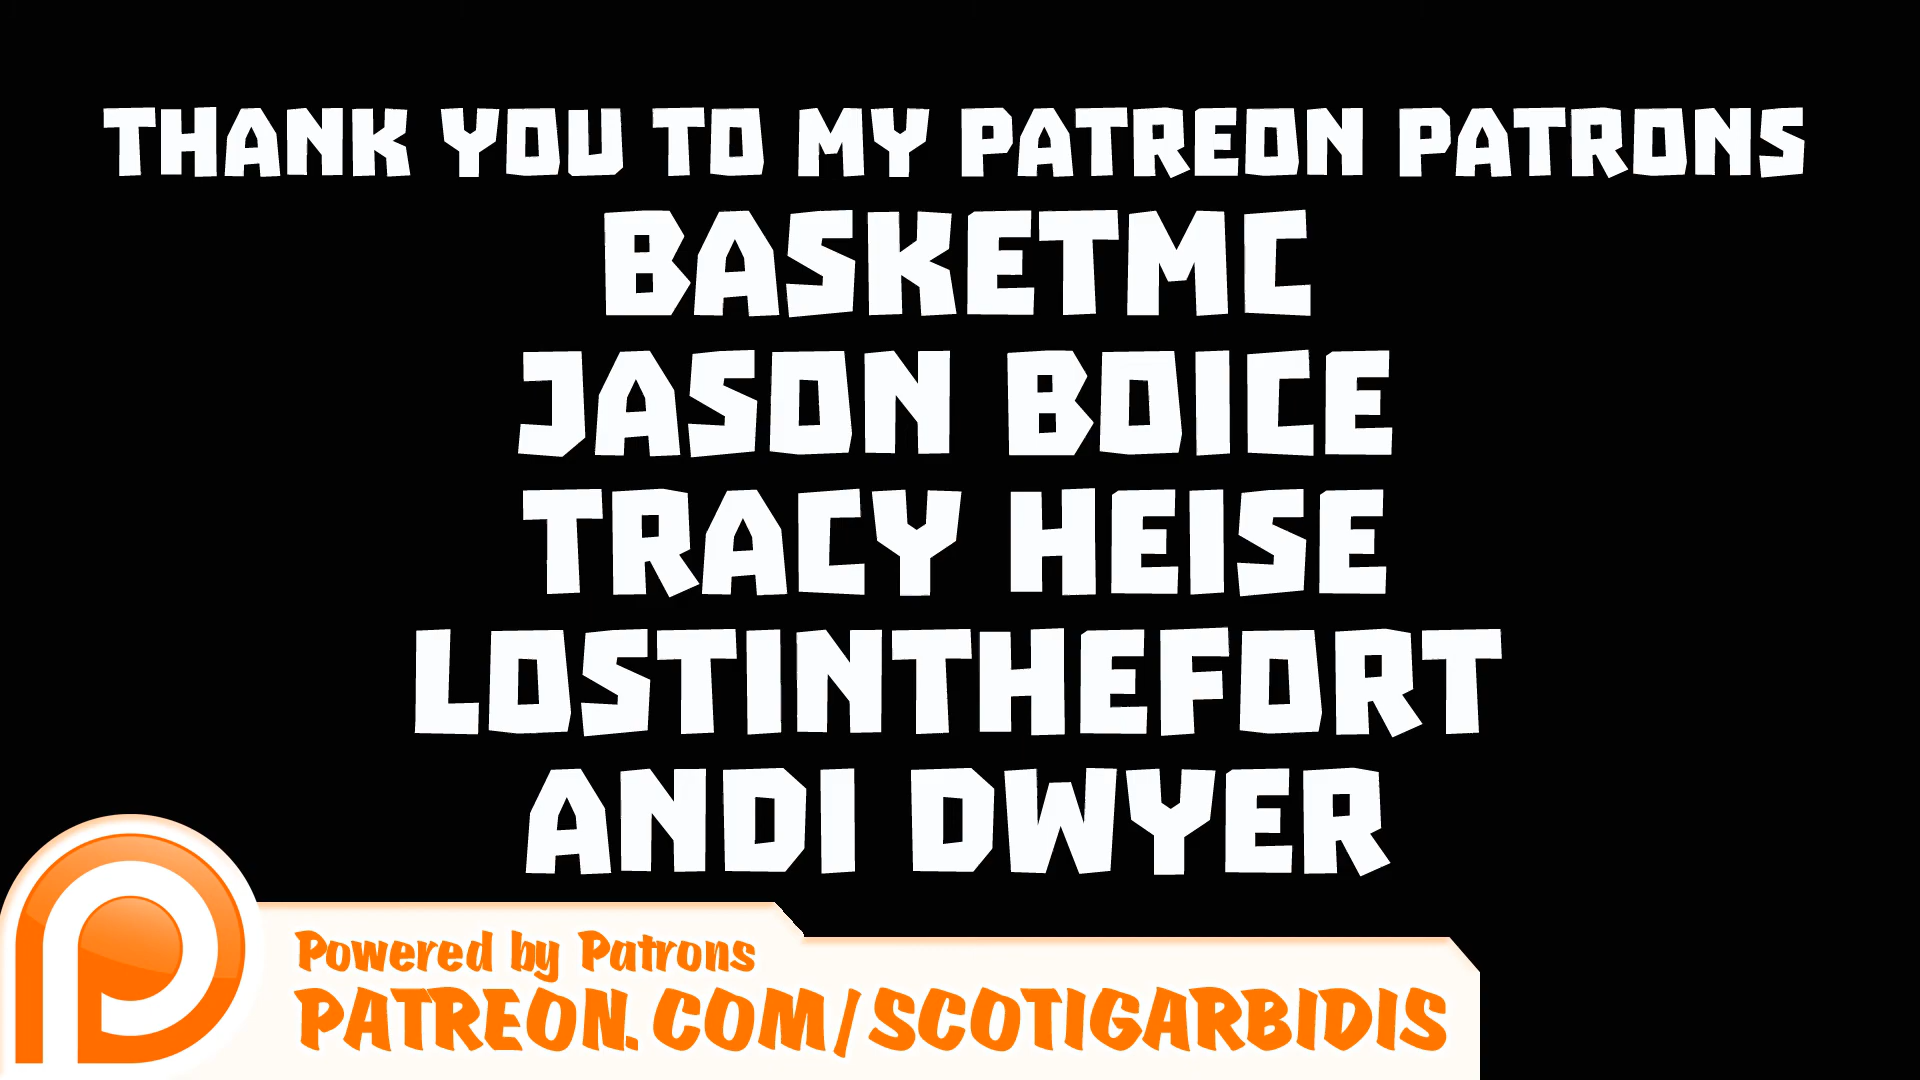 THANK YOU TO MY PATREON PATRONS
BASKETMC
JASON BOICE
TRACY HEISE
LOSTINTHEFORT
ANDI DWYER
Powered by Patrons
PATREON.COM/SCOTIGARBIDIS